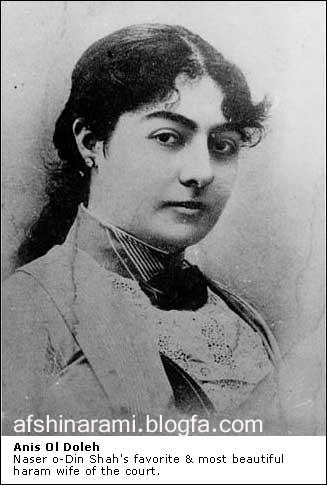 afshinarami.blogfa.com
Anis Ol Doleh
Naser o-Din Shah's favorite & most beautiful
haram wife of the court.